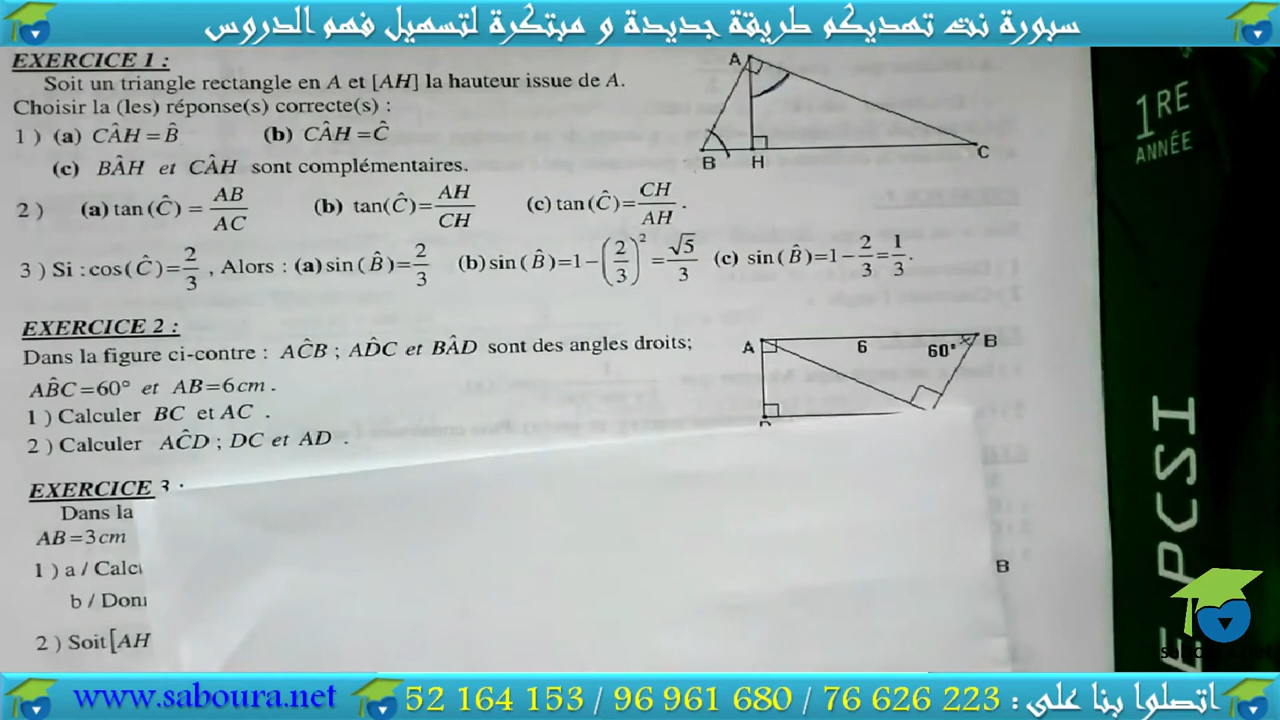 سبورة نت تهديكم طريقة جديدة و مبتكرة لتسهيل فهم الدروس
EXERCICE 1 :
Soit un triangle rectangle en A et [AH] la hauteur issue de A.
Choisir la (les) réponse(s) correcte(s) :
1 ) (a) CÂH = B̂ (b) CÂH = Ĉ
(c) BÂH et CÂH sont complémentaires.
2 ) (a) tan (Ĉ) = AB/AC (b) tan(Ĉ)= AH/CH (c) tan(Ĉ)= CH/AH .
3 ) Si : cos( Ĉ )= 2/3 , Alors : (a) sin( B̂ )= 2/3 (b) sin ( B̂ )=1−(2/3)² = √5/3 (c) sin( B̂ )=1− 2/3 = 1/3 .
A
B
H
C
EXERCICE 2 :
Dans la figure ci-contre : AĈB ; AD̂C et BÂD sont des angles droits;
AB̂C =60° et AB=6cm .
1 ) Calculer BC et AC .
2 ) Calculer AĈD ; DC et AD .
A
6
60°
B
EXERCICE 3 :
Dans la
AB=3cm
1 ) a / Calc
b / Don
2 ) Soit [AH
B
1RE
ANNÉE
E PCSI
www.saboura.net
52 164 153 / 96 961 680 / 76 626 223 : اتصلوا بنا على